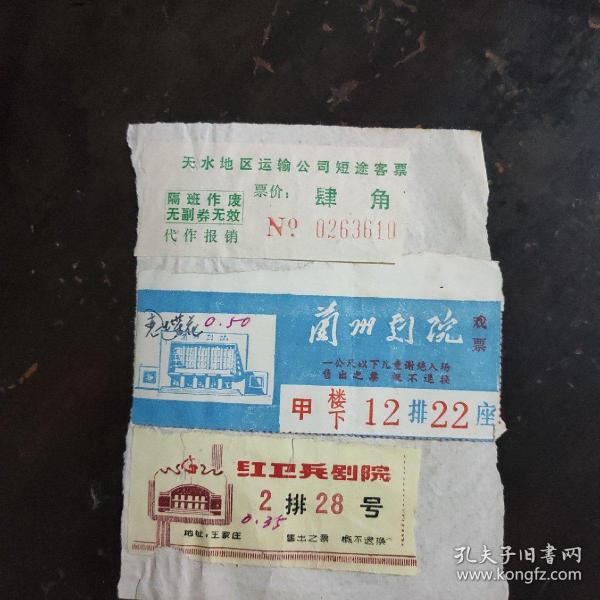 天水地区运输公司短途客票
隔班作废
无副券无效
票价：肆角
代作报销
No 0263610
0.50
兰州剧院
戏票
一公尺以下儿童谢绝入场
售出之票 概不退换
甲 楼下 12排22座
红卫兵剧院
2排28号
0.35
地址：王家庄
售出之票 概不退换
孔夫子旧书网
www.kongfz.com